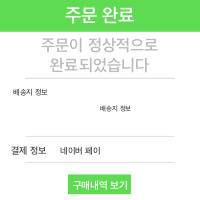 주문 완료
주문이 정상적으로
완료되었습니다
배송지 정보
배송지 정보
결제 정보 네이버 페이
구매내역 보기